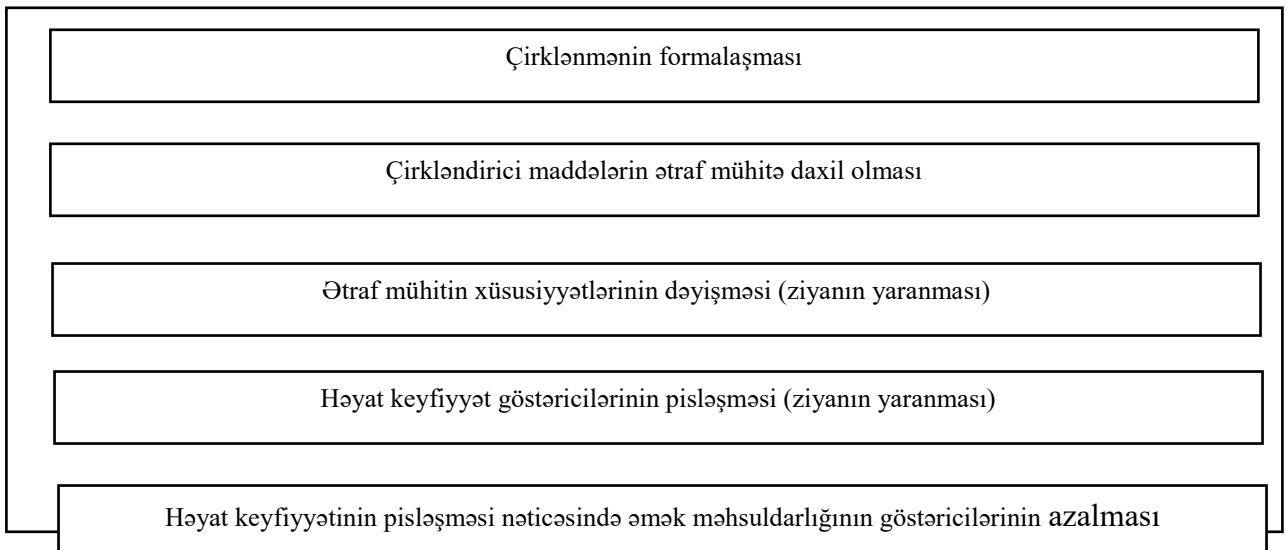 Çirklənmənin formalaşması
Çirkləndirici maddələrin ətraf mühitə daxil olması
Ətraf mühitin xüsusiyyətlərinin dəyişməsi (ziyanın yaranması)
Həyat keyfiyyət göstəricilərinin pisləşməsi (ziyanın yaranması)
Həyat keyfiyyətinin pisləşməsi nəticəsində əmək məhsuldarlığının göstəricilərinin azalması